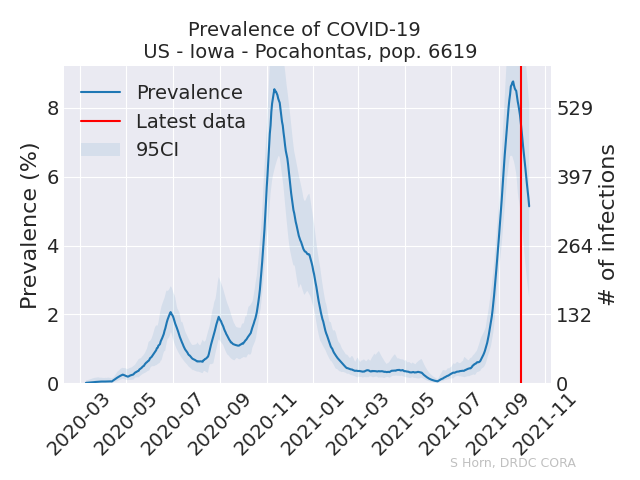 Prevalence of COVID-19
US - Iowa - Pocahontas, pop. 6619
Prevalence
Latest data
95CI
Prevalence (%)
8
6
4
2
0
# of infections
529
397
264
132
0
2020-03
2020-05
2020-07
2020-09
2020-11
2021-01
2021-03
2021-05
2021-07
2021-09
2021-11
S Horn, DRDC CORA